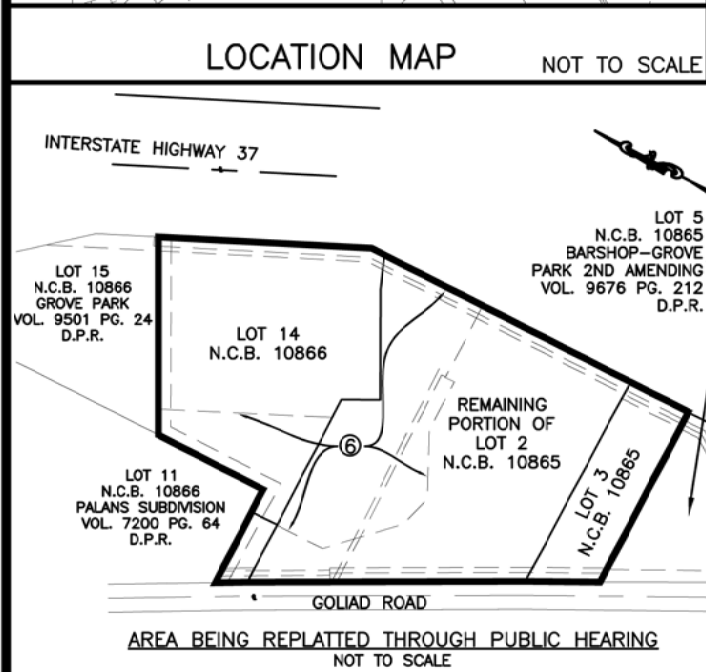 LOCATION MAP
NOT TO SCALE
INTERSTATE HIGHWAY 37
LOT 5
N.C.B. 10865
BARSHOP-GROVE
PARK 2ND AMENDING
VOL. 9676 PG. 212
D.P.R.
LOT 15
N.C.B. 10866
GROVE PARK
VOL. 9501 PG. 24
D.P.R.
LOT 14
N.C.B. 10866
REMAINING
PORTION OF
LOT 2
N.C.B. 10865
6
LOT 3
N.C.B. 10865
LOT 11
N.C.B. 10866
PALANS SUBDIVISION
VOL. 7200 PG. 64
D.P.R.
GOLIAD ROAD
AREA BEING REPLATTED THROUGH PUBLIC HEARING
NOT TO SCALE